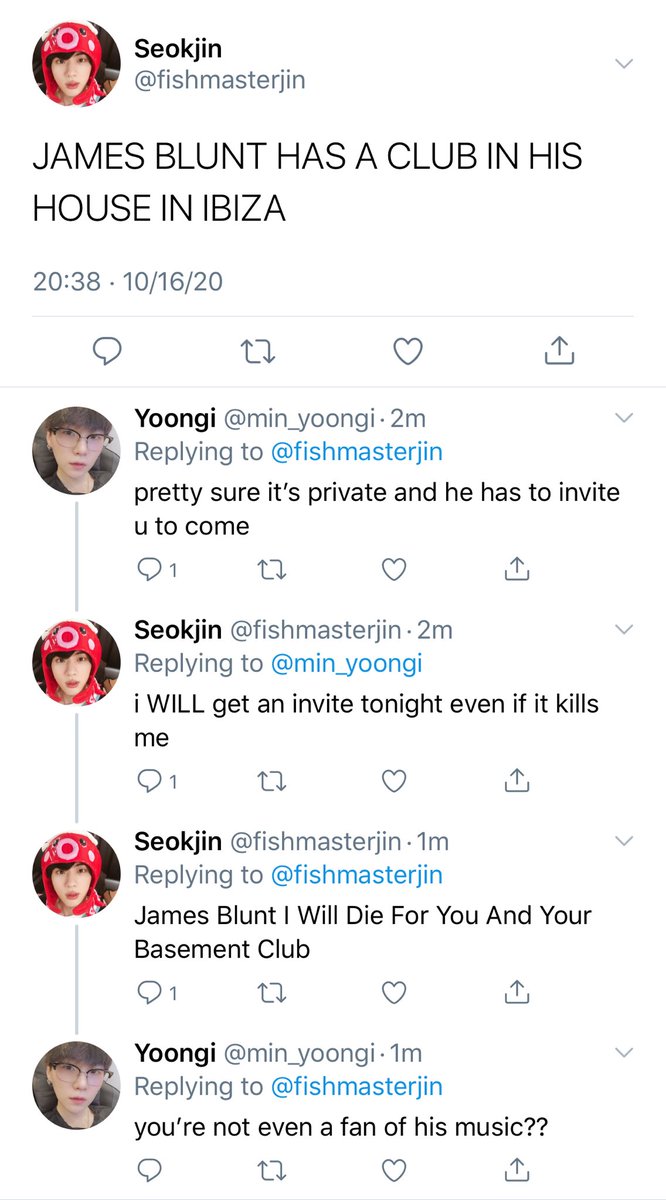 Seokjin
@fishmasterjin
JAMES BLUNT HAS A CLUB IN HIS
HOUSE IN IBIZA
20:38 · 10/16/20
Yoongi @min_yoongi · 2m
Replying to @fishmasterjin
pretty sure it’s private and he has to invite
u to come
1
Seokjin @fishmasterjin · 2m
Replying to @min_yoongi
i WILL get an invite tonight even if it kills
me
1
Seokjin @fishmasterjin · 1m
Replying to @fishmasterjin
James Blunt I Will Die For You And Your
Basement Club
1
Yoongi @min_yoongi · 1m
Replying to @fishmasterjin
you’re not even a fan of his music??